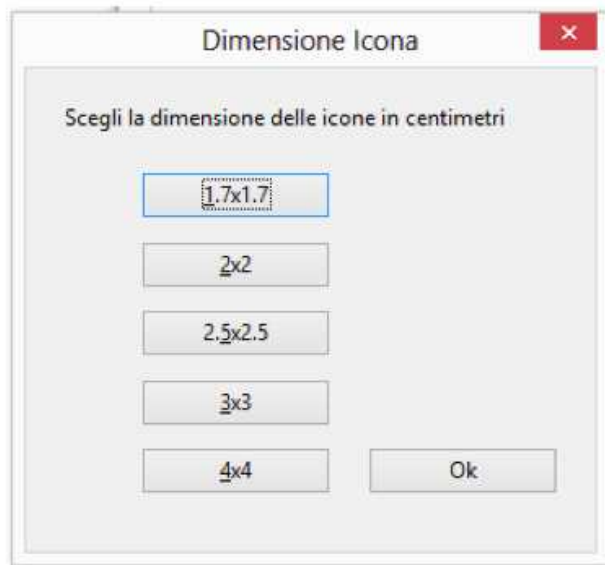 Dimensione Icona
Scegli la dimensione delle icone in centimetri
1.7x1.7
2x2
2.5x2.5
3x3
4x4
Ok